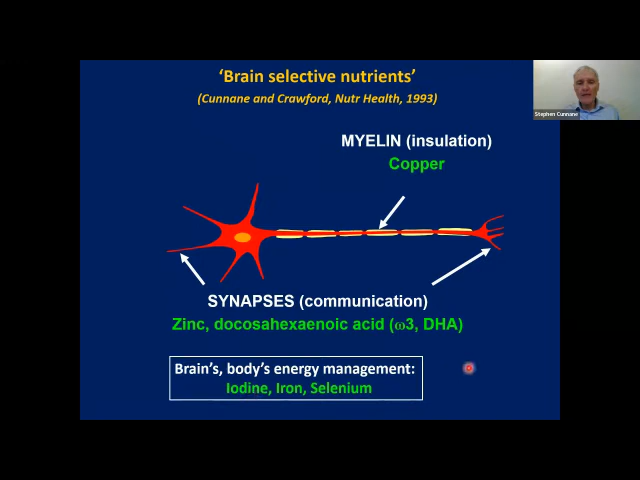 ‘Brain selective nutrients’
(Cunnane and Crawford, Nutr Health, 1993)
Stephen Cunnane
MYELIN (insulation)
Copper
SYNAPSES (communication)
Zinc, docosahexaenoic acid (ω3, DHA)
Brain’s, body’s energy management:
Iodine, Iron, Selenium